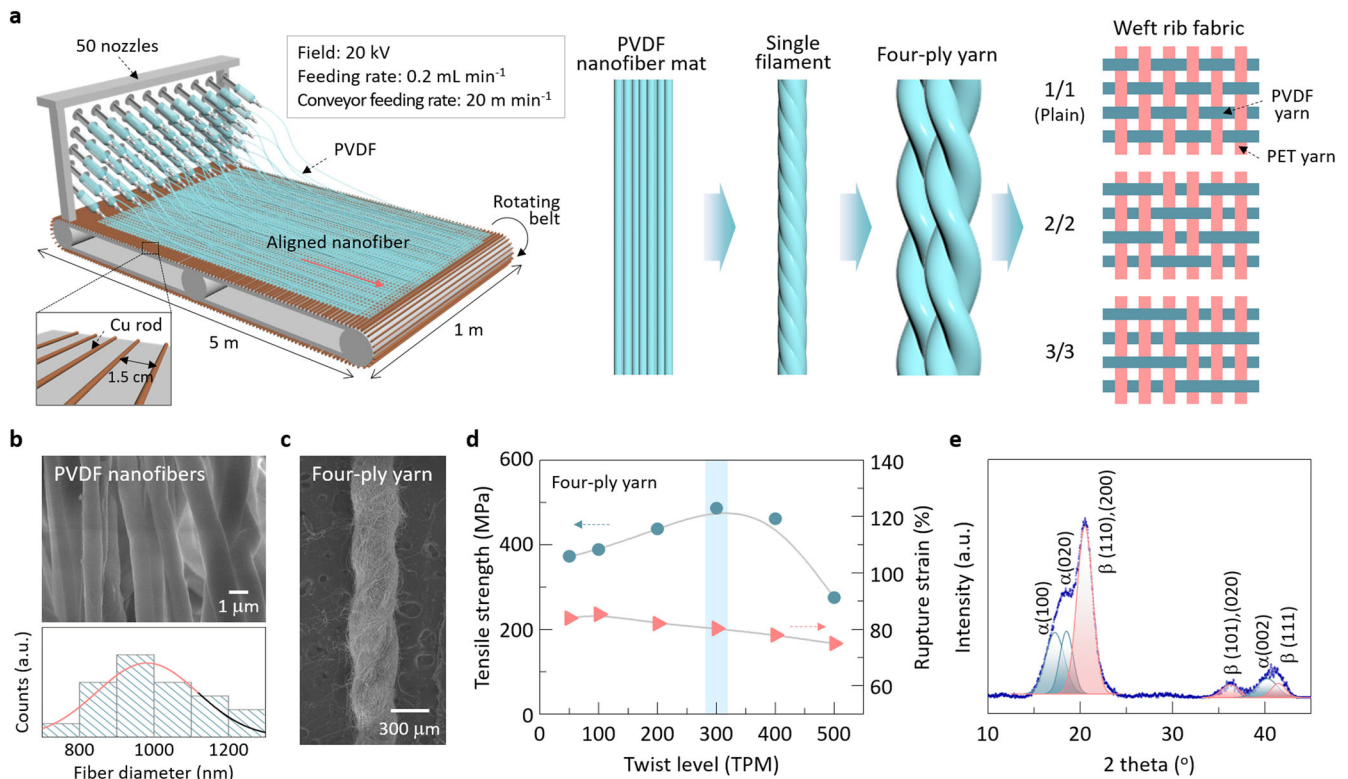 a
50 nozzles
Field: 20 kV
Feeding rate: 0.2 mL min⁻¹
Conveyor feeding rate: 20 m min⁻¹
PVDF
Rotating
belt
Aligned nanofiber
Cu rod
1.5 cm
5 m
1 m
PVDF
nanofiber mat
Single
filament
Four-ply yarn
Weft rib fabric
1/1
(Plain)
PVDF
yarn
PET yarn
2/2
3/3
b
PVDF nanofibers
1 μm
Counts (a.u.)
800 1000 1200
Fiber diameter (nm)
c
Four-ply yarn
300 μm
d
Four-ply yarn
Tensile strength (MPa)
600
400
200
0
0 100 200 300 400 500
Twist level (TPM)
140
120
100
80
60
Rupture strain (%)
e
Intensity (a.u.)
α(100)
α(020)
β (110),(200)
β (101),(020)
α(002)
β (111)
10 20 30 40
2 theta (°)